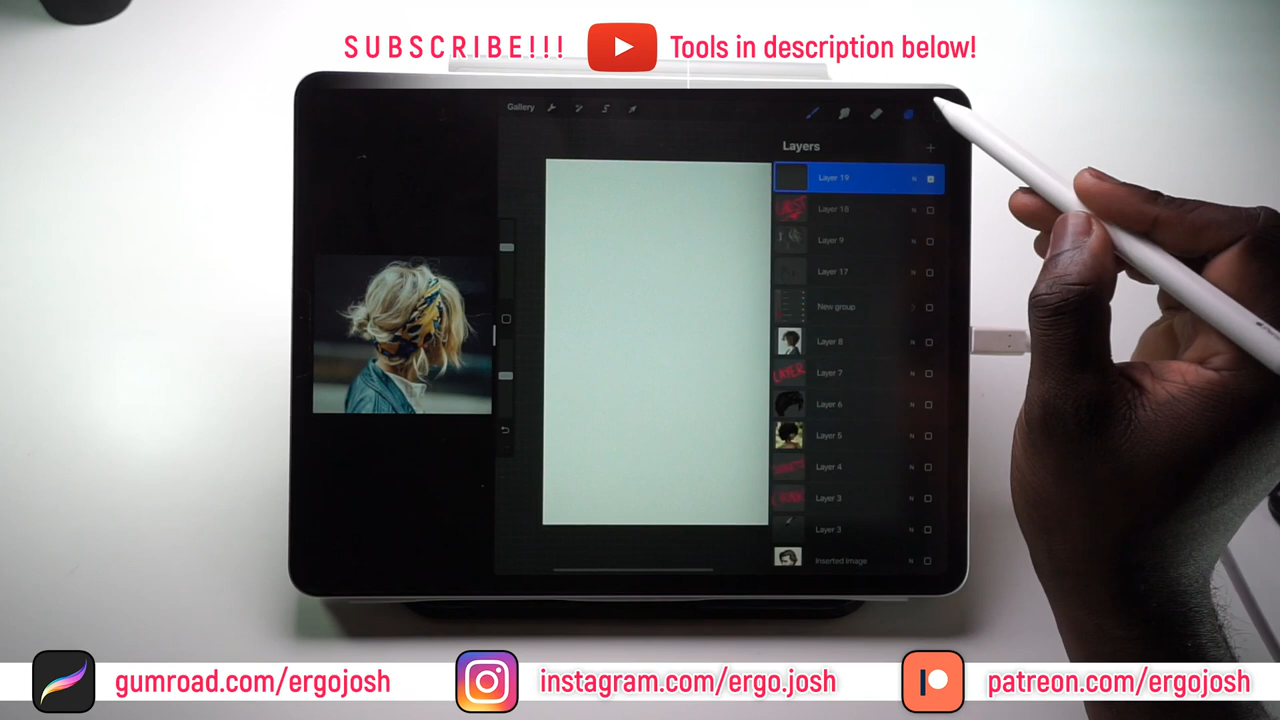 SUBSCRIBE!!! Tools in description below!
Gallery
Layers
Layer 19
N
Layer 18
N
Layer 9
N
Layer 17
N
New group
Layer 8
N
LAYER
Layer 7
N
Layer 6
N
Layer 5
N
Layer 4
N
Layer 3
N
Layer 3
N
Inserted Image
N
gumroad.com/ergojosh
instagram.com/ergo.josh
patreon.com/ergojosh